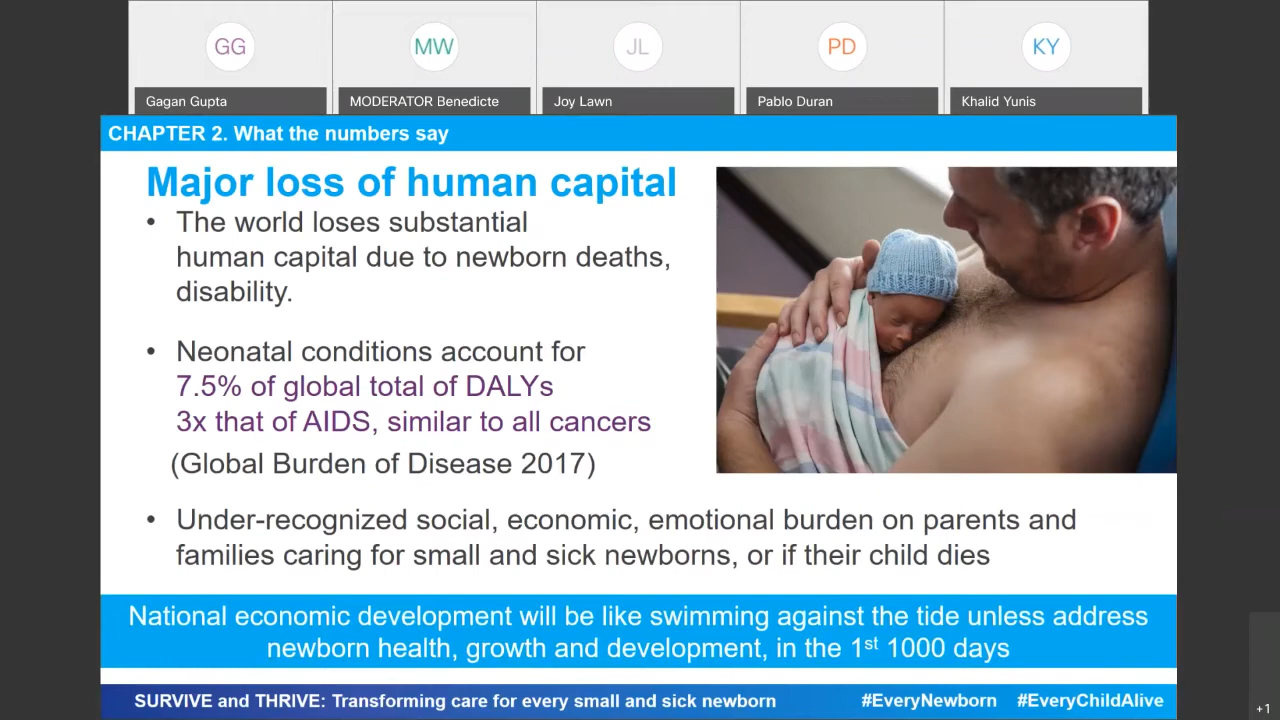 GG
MW
JL
PD
KY
Gagan Gupta
MODERATOR Benedicte
Joy Lawn
Pablo Duran
Khalid Yunis
CHAPTER 2. What the numbers say
Major loss of human capital
• The world loses substantial
human capital due to newborn deaths,
disability.
• Neonatal conditions account for
7.5% of global total of DALYs
3x that of AIDS, similar to all cancers
(Global Burden of Disease 2017)
• Under-recognized social, economic, emotional burden on parents and
families caring for small and sick newborns, or if their child dies
National economic development will be like swimming against the tide unless address
newborn health, growth and development, in the 1st 1000 days
SURVIVE and THRIVE: Transforming care for every small and sick newborn
#EveryNewborn #EveryChildAlive
+1